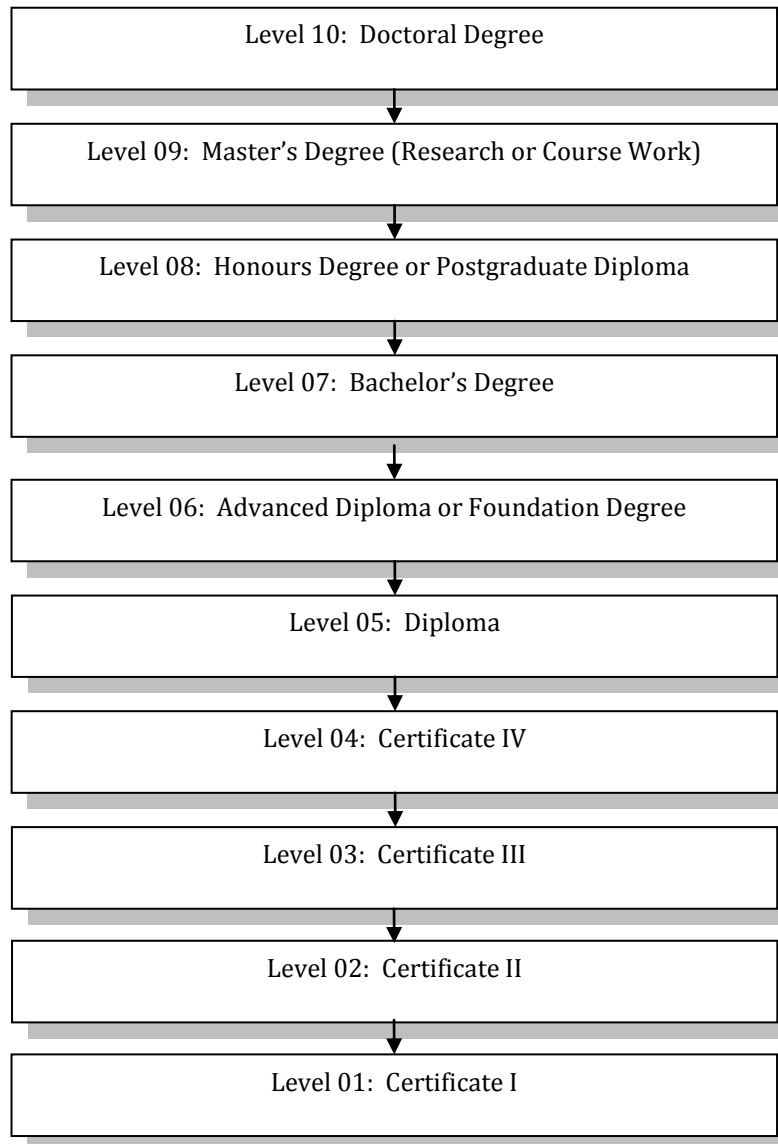 Level 10:  Doctoral Degree
Level 09:  Master’s Degree (Research or Course Work)
Level 08:  Honours Degree or Postgraduate Diploma
Level 07:  Bachelor’s Degree
Level 06:  Advanced Diploma or Foundation Degree
Level 05:  Diploma
Level 04:  Certificate IV
Level 03:  Certificate III
Level 02:  Certificate II
Level 01:  Certificate I